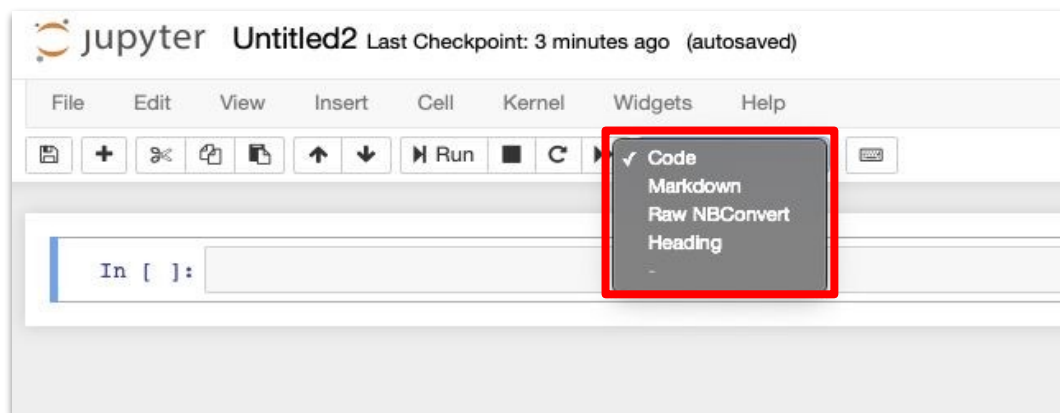 jupyter Untitled2 Last Checkpoint: 3 minutes ago (autosaved)
File Edit View Insert Cell Kernel Widgets Help
Run
✓ Code
Markdown
Raw NBConvert
Heading
-
In [ ]: